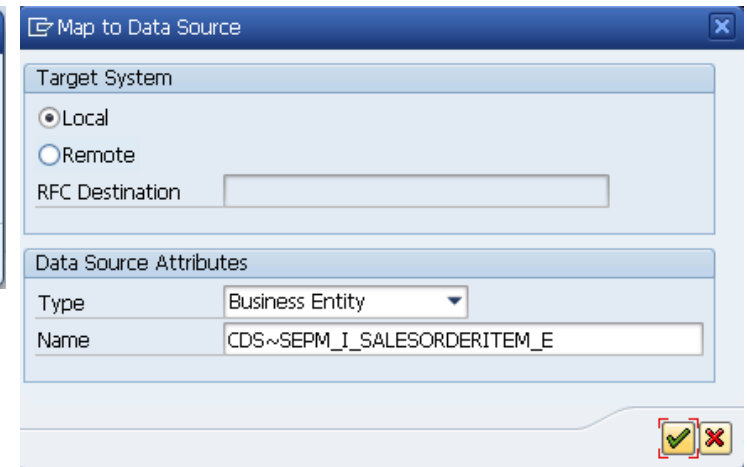 Map to Data Source
Target System
Local
Remote
RFC Destination
Data Source Attributes
Type Business Entity
Name CDS~SEPM_I_SALESORDERITEM_E